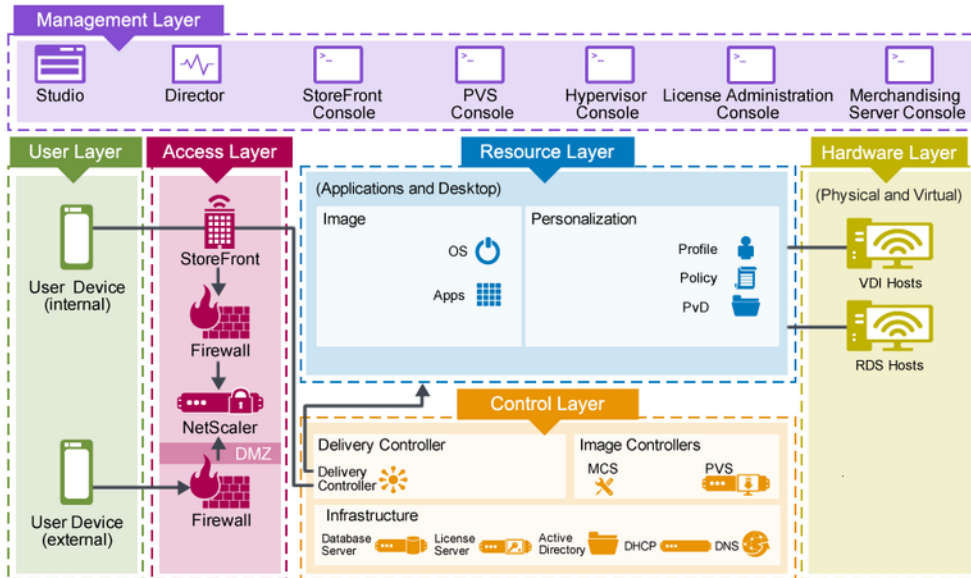 Management Layer
Studio
Director
StoreFront
Console
PVS
Console
Hypervisor
Console
License Administration
Console
Merchandising
Server Console
User Layer
User Device
(internal)
User Device
(external)
Access Layer
StoreFront
Firewall
NetScaler
DMZ
Firewall
Resource Layer
(Applications and Desktop)
Image
OS
Apps
Personalization
Profile
Policy
PvD
Control Layer
Delivery Controller
Delivery
Controller
Image Controllers
MCS
PVS
Infrastructure
Database
Server
License
Server
Active
Directory
DHCP
DNS
Hardware Layer
(Physical and Virtual)
VDI Hosts
RDS Hosts